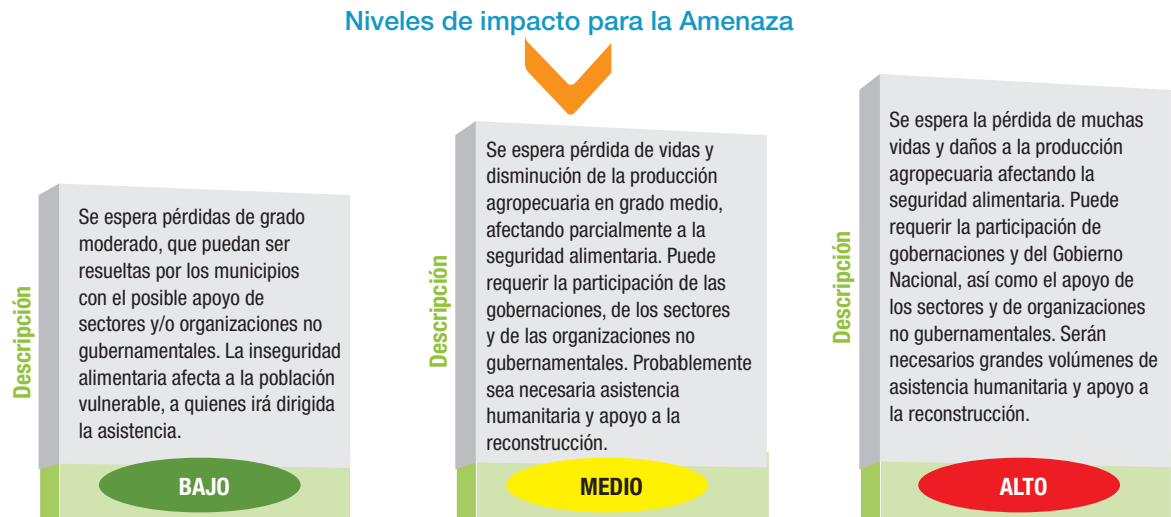 Niveles de impacto para la Amenaza
Descripción
Se espera pérdidas de grado
moderado, que puedan ser
resueltas por los municipios
con el posible apoyo de
sectores y/o organizaciones no
gubernamentales. La inseguridad
alimentaria afecta a la población
vulnerable, a quienes irá dirigida
la asistencia.
BAJO
Descripción
Se espera pérdida de vidas y
disminución de la producción
agropecuaria en grado medio,
afectando parcialmente a la
seguridad alimentaria. Puede
requerir la participación de las
gobernaciones, de los sectores
y de las organizaciones no
gubernamentales. Probablemente
sea necesaria asistencia
humanitaria y apoyo a la
reconstrucción.
MEDIO
Descripción
Se espera la pérdida de muchas
vidas y daños a la producción
agropecuaria afectando la
seguridad alimentaria. Puede
requerir la participación de
gobernaciones y del Gobierno
Nacional, así como el apoyo de
los sectores y de organizaciones
no gubernamentales. Serán
necesarios grandes volúmenes de
asistencia humanitaria y apoyo a
la reconstrucción.
ALTO